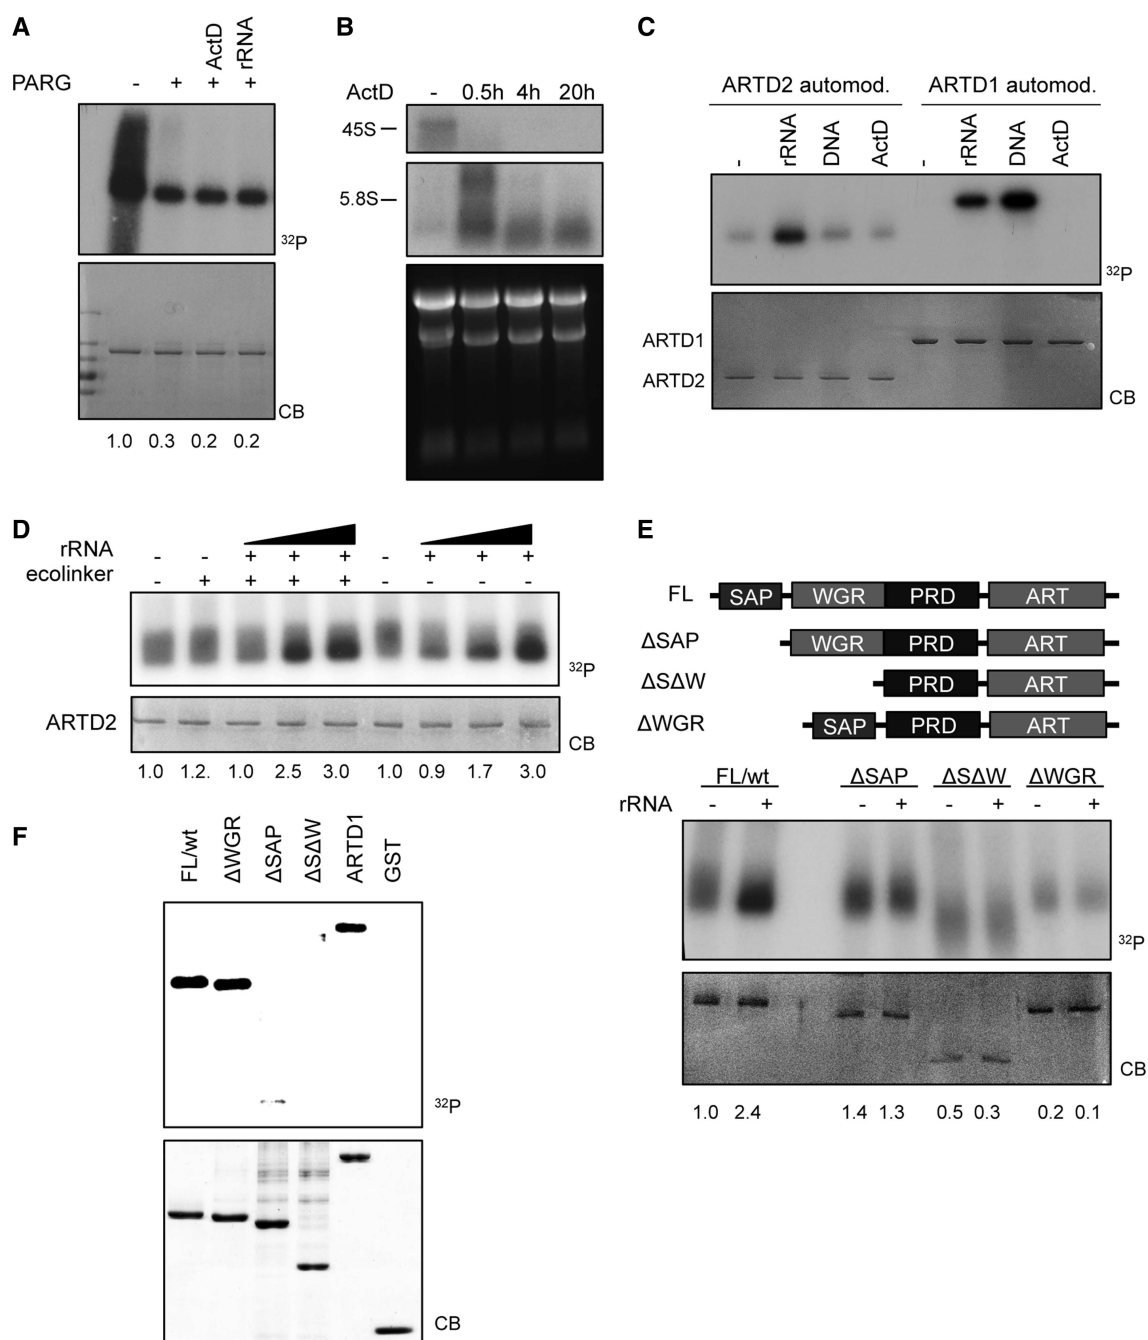 A
ActD
rRNA
PARG - + + +
32P
CB
1.0 0.3 0.2 0.2
B
ActD - 0.5h 4h 20h
45S
5.8S
C
ARTD2 automod. ARTD1 automod.
- rRNA DNA ActD - rRNA DNA ActD
32P
ARTD1
ARTD2
CB
D
rRNA - - + + + - + + +
ecolinker - + + + + - - - -
32P
ARTD2
CB
1.0 1.2. 1.0 2.5 3.0 1.0 0.9 1.7 3.0
E
FL SAP WGR PRD ART
ΔSAP WGR PRD ART
ΔSΔW PRD ART
ΔWGR SAP PRD ART
FL/wt ΔSAP ΔSΔW ΔWGR
rRNA - + - + - + - +
32P
CB
1.0 2.4 1.4 1.3 0.5 0.3 0.2 0.1
F
FL/wt ΔWGR ΔSAP ΔSΔW ARTD1 GST
32P
CB